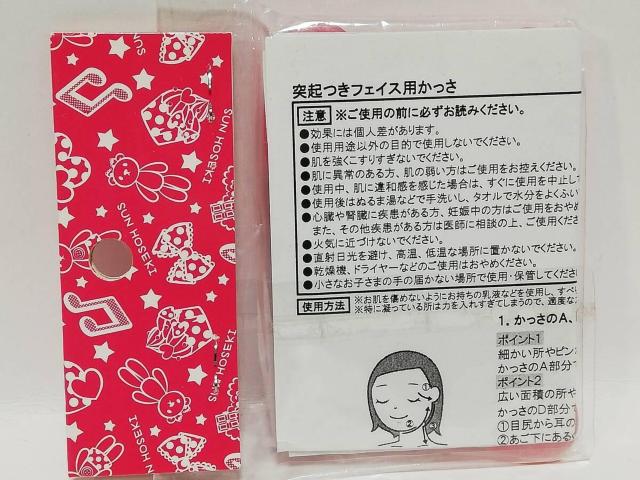 SUN HOSEKI
SUN HOSEKI
SUN HOSEKI
SUN HOSEKI
SUN HOSEKI
SUN
突起つきフェイス用かっさ
注意 ※ご使用の前に必ずお読みください。
●効果には個人差があります。
●使用用途以外の目的で使用しないでください。
●肌を強くこすりすぎないでください。
●肌に異常のある方、肌の弱い方はご使用をお控えください。
●使用中、肌に違和感を感じた場合は、すぐに使用を中止し
●使用後はぬるま湯などで手洗いし、タオルで水分をよくふい
●心臓や腎臓に疾患がある方、妊娠中の方はご使用をおやめ
また、その他疾患がある方は医師に相談の上、ご使用くださ
●火気に近づけないでください。
●直射日光を避け、高温、低温な場所に置かないでください。
●乾燥機、ドライヤーなどのご使用はおやめください。
●小さなお子さまの手の届かない場所で使用・保管してくださ
使用方法 ※お肌を傷めないようにお持ちの乳液などを使用し、すべり
※特に凝っている所は力を入れすぎてしまうので、適度な
1. かっさのA、
ポイント1
細かい所やピン
かっさのA部分で
ポイント2
広い面積の所や
かっさのD部分で
①目尻から耳の
②あご下にある
①
②